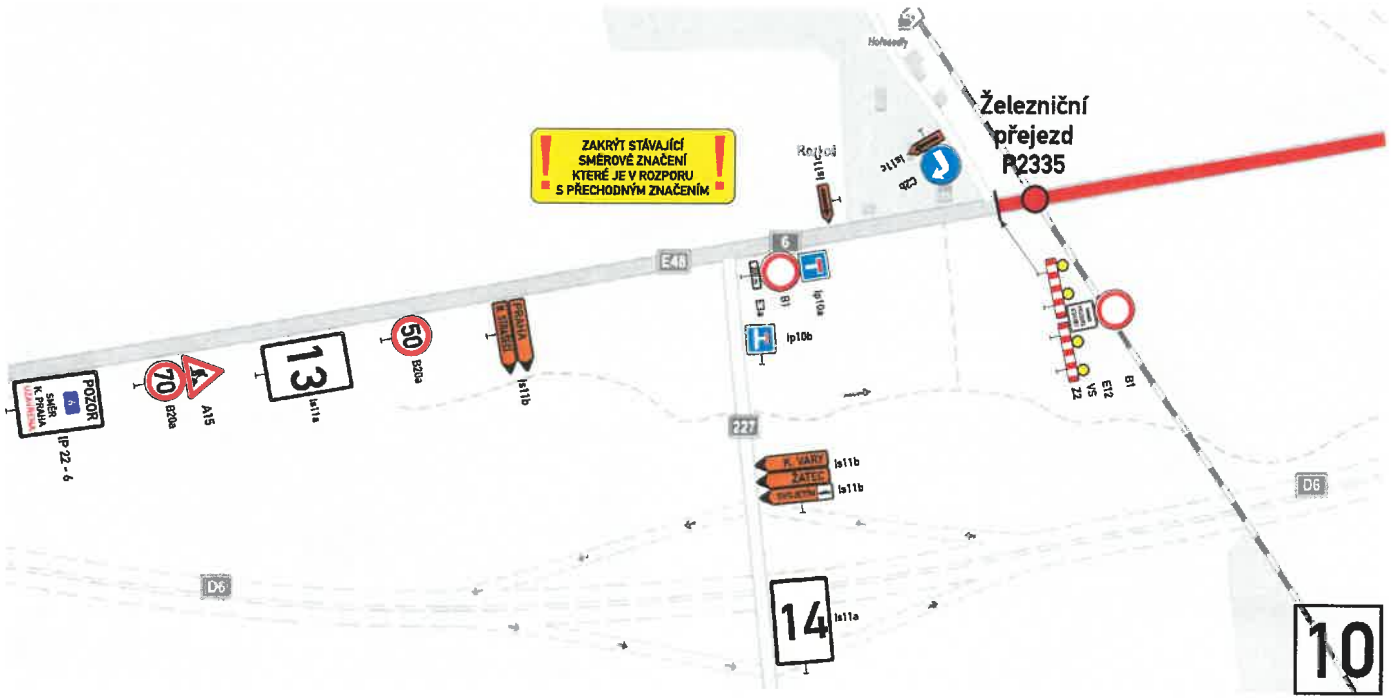 Hořesedly
Železniční
přejezd
P2335
ZAKRÝT STÁVAJÍCÍ
SMĚROVÉ ZNAČENÍ
KTERÉ JE V ROZPORU
S PŘECHODNÝM ZNAČENÍM
!
!
Is11c
C2b
6
E48
E3a
B1
Ip10a
Ip10b
50
B20a
PRAHA
Is11b
13
Is11a
70
B20a
A15
POZOR
6
SMĚR
K. PRAHA
UZAVŘENA
IP 22 - 6
B1
E12
V5
Z2
227
K. VARY
ŽATEC
Is11b
Is11b
D6
D6
14
Is11a
10